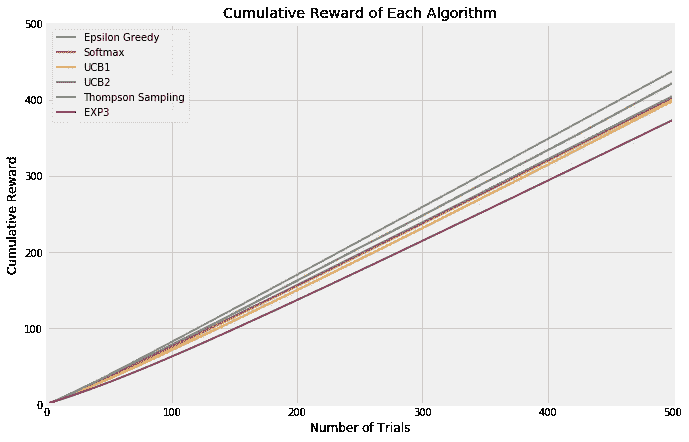 Cumulative Reward of Each Algorithm
500
Epsilon Greedy
Softmax
UCB1
UCB2
Thompson Sampling
EXP3
400
300
200
100
0
Cumulative Reward
0 100 200 300 400 500
Number of Trials